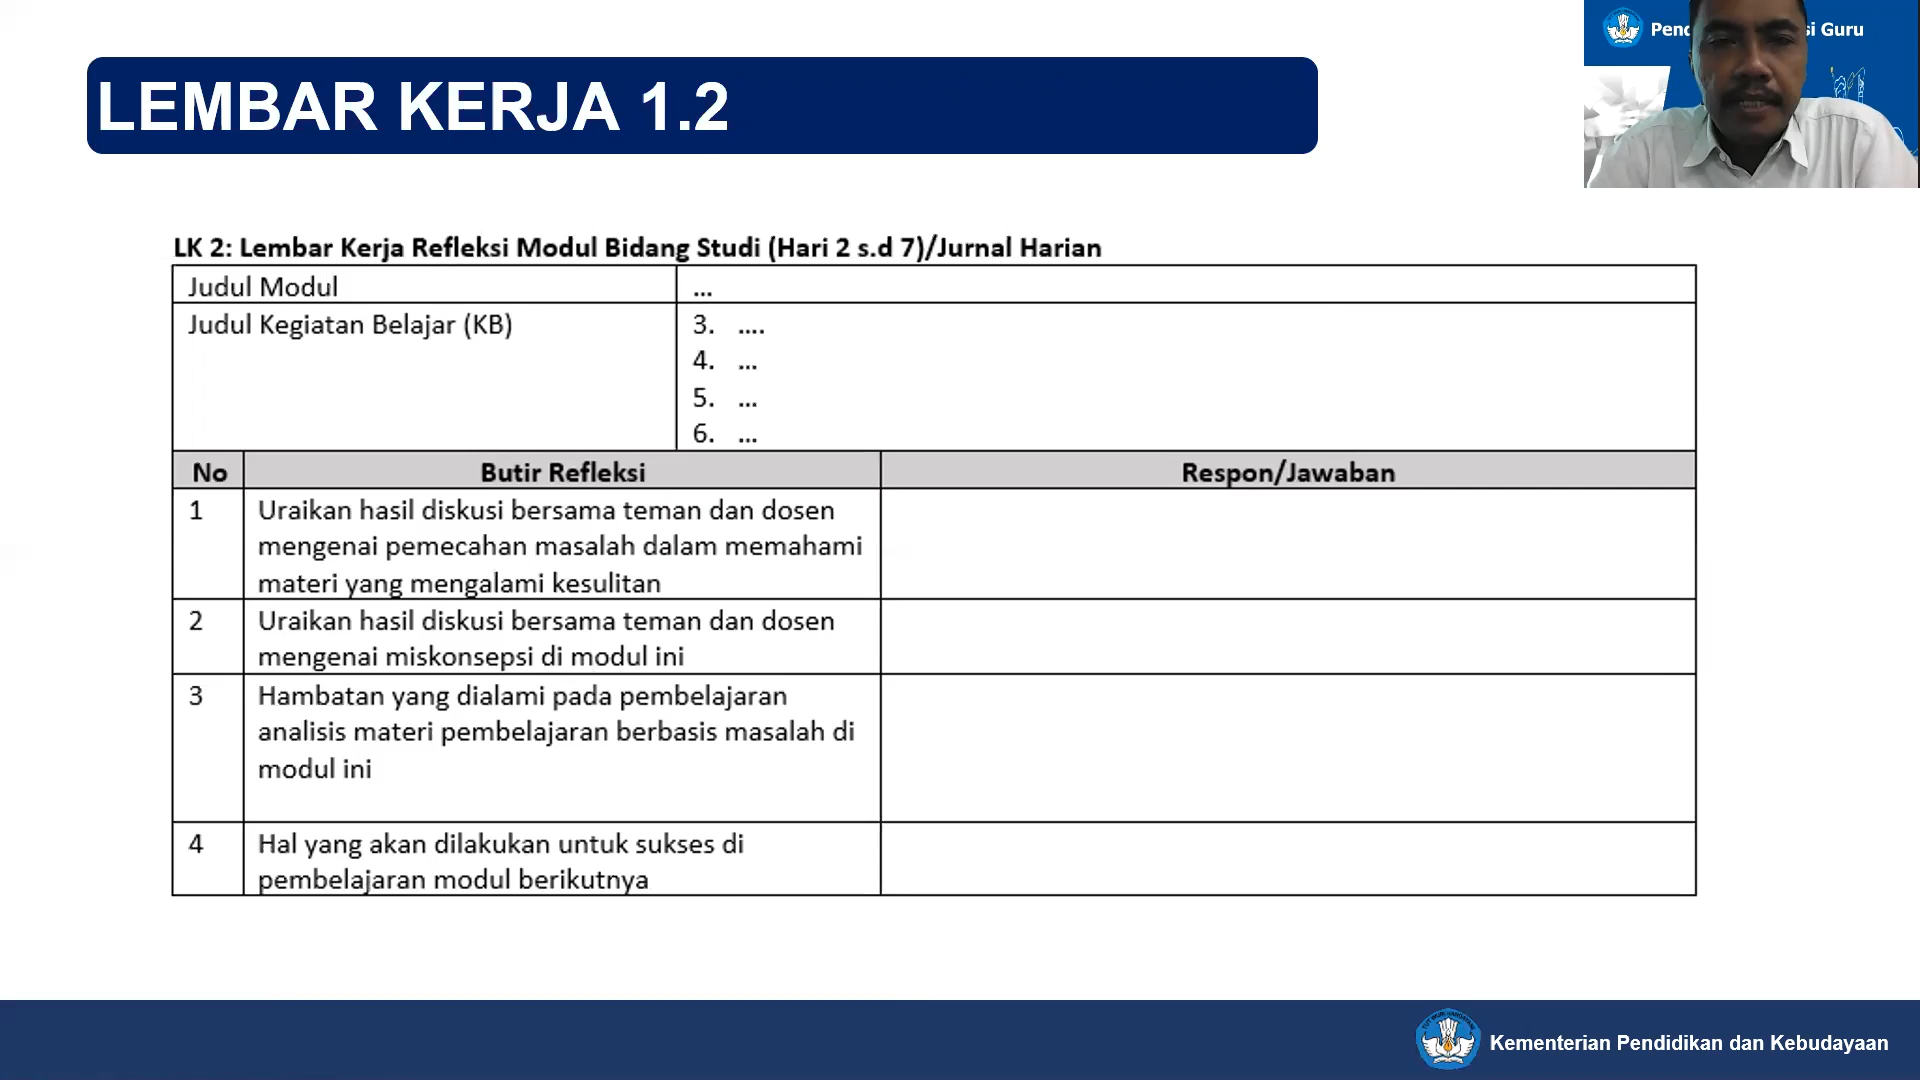 Pend si Guru
LEMBAR KERJA 1.2
LK 2: Lembar Kerja Refleksi Modul Bidang Studi (Hari 2 s.d 7)/Jurnal Harian
Judul Modul ...
Judul Kegiatan Belajar (KB) 3. ....
4. ...
5. ...
6. ...
No Butir Refleksi Respon/Jawaban
1 Uraikan hasil diskusi bersama teman dan dosen
mengenai pemecahan masalah dalam memahami
materi yang mengalami kesulitan
2 Uraikan hasil diskusi bersama teman dan dosen
mengenai miskonsepsi di modul ini
3 Hambatan yang dialami pada pembelajaran
analisis materi pembelajaran berbasis masalah di
modul ini
4 Hal yang akan dilakukan untuk sukses di
pembelajaran modul berikutnya
Kementerian Pendidikan dan Kebudayaan